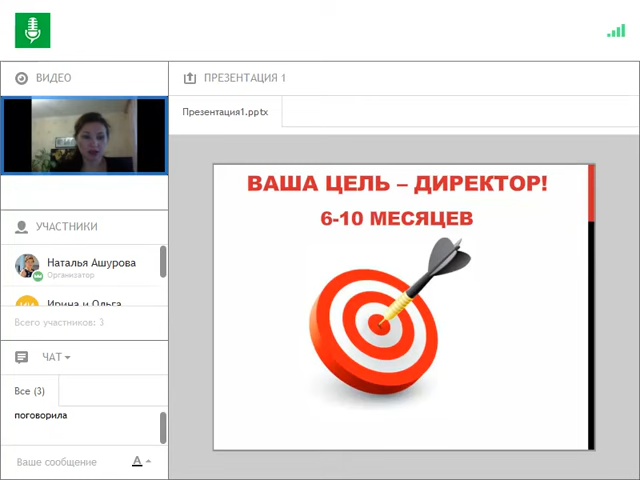 ВИДЕО
ПРЕЗЕНТАЦИЯ 1
Презентация1.pptx
ВАША ЦЕЛЬ – ДИРЕКТОР!
6-10 МЕСЯЦЕВ
УЧАСТНИКИ
Наталья Ашурова
Организатор
Ирина и Ольга
Всего участников: 3
ЧАТ
Все (3)
поговорила
Ваше сообщение
A